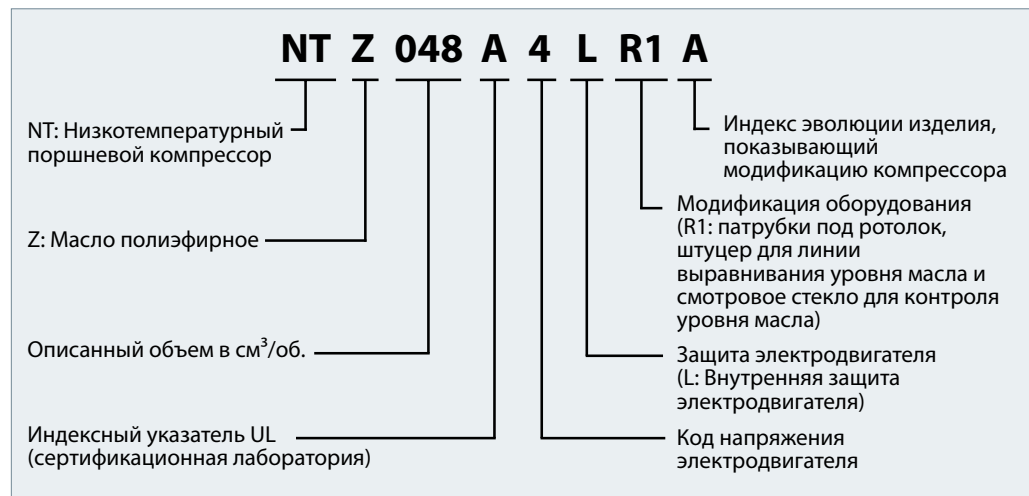 NT Z 048 A 4 L R1 A
NT: Низкотемпературный
поршневой компрессор
Z: Масло полиэфирное
Описанный объем в см³/об.
Индексный указатель UL
(сертификационная лаборатория)
Индекс эволюции изделия,
показывающий
модификацию компрессора
Модификация оборудования
(R1: патрубки под ротолок,
штуцер для линии
выравнивания уровня масла и
смотровое стекло для контроля
уровня масла)
Защита электродвигателя
(L: Внутренняя защита
электродвигателя)
Код напряжения
электродвигателя